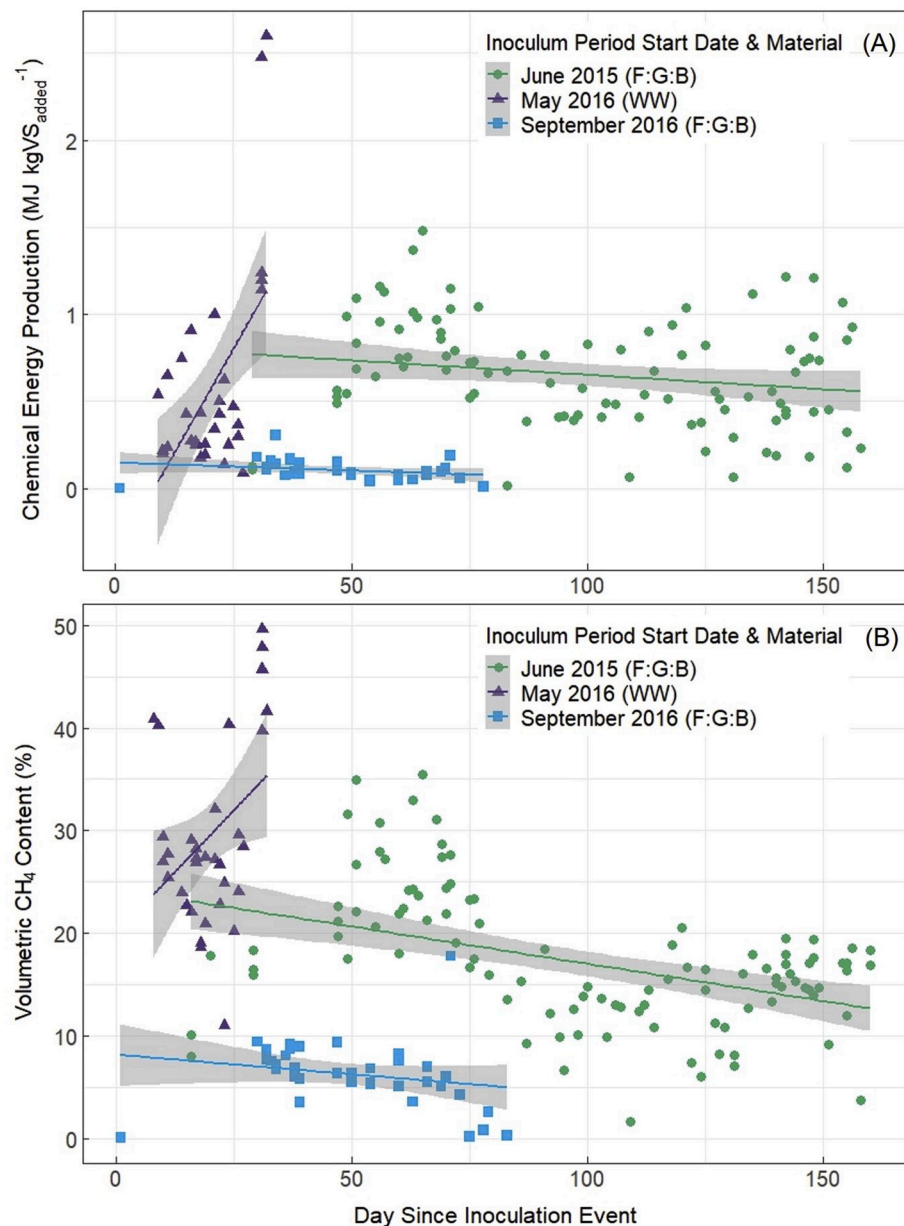 Inoculum Period Start Date & Material (A)
June 2015 (F:G:B)
May 2016 (WW)
September 2016 (F:G:B)
Chemical Energy Production (MJ kgVS_added^-1)
2
1
0
0 50 100 150
Inoculum Period Start Date & Material (B)
June 2015 (F:G:B)
May 2016 (WW)
September 2016 (F:G:B)
Volumetric CH₄ Content (%)
50
40
30
20
10
0
0 50 100 150
Day Since Inoculation Event